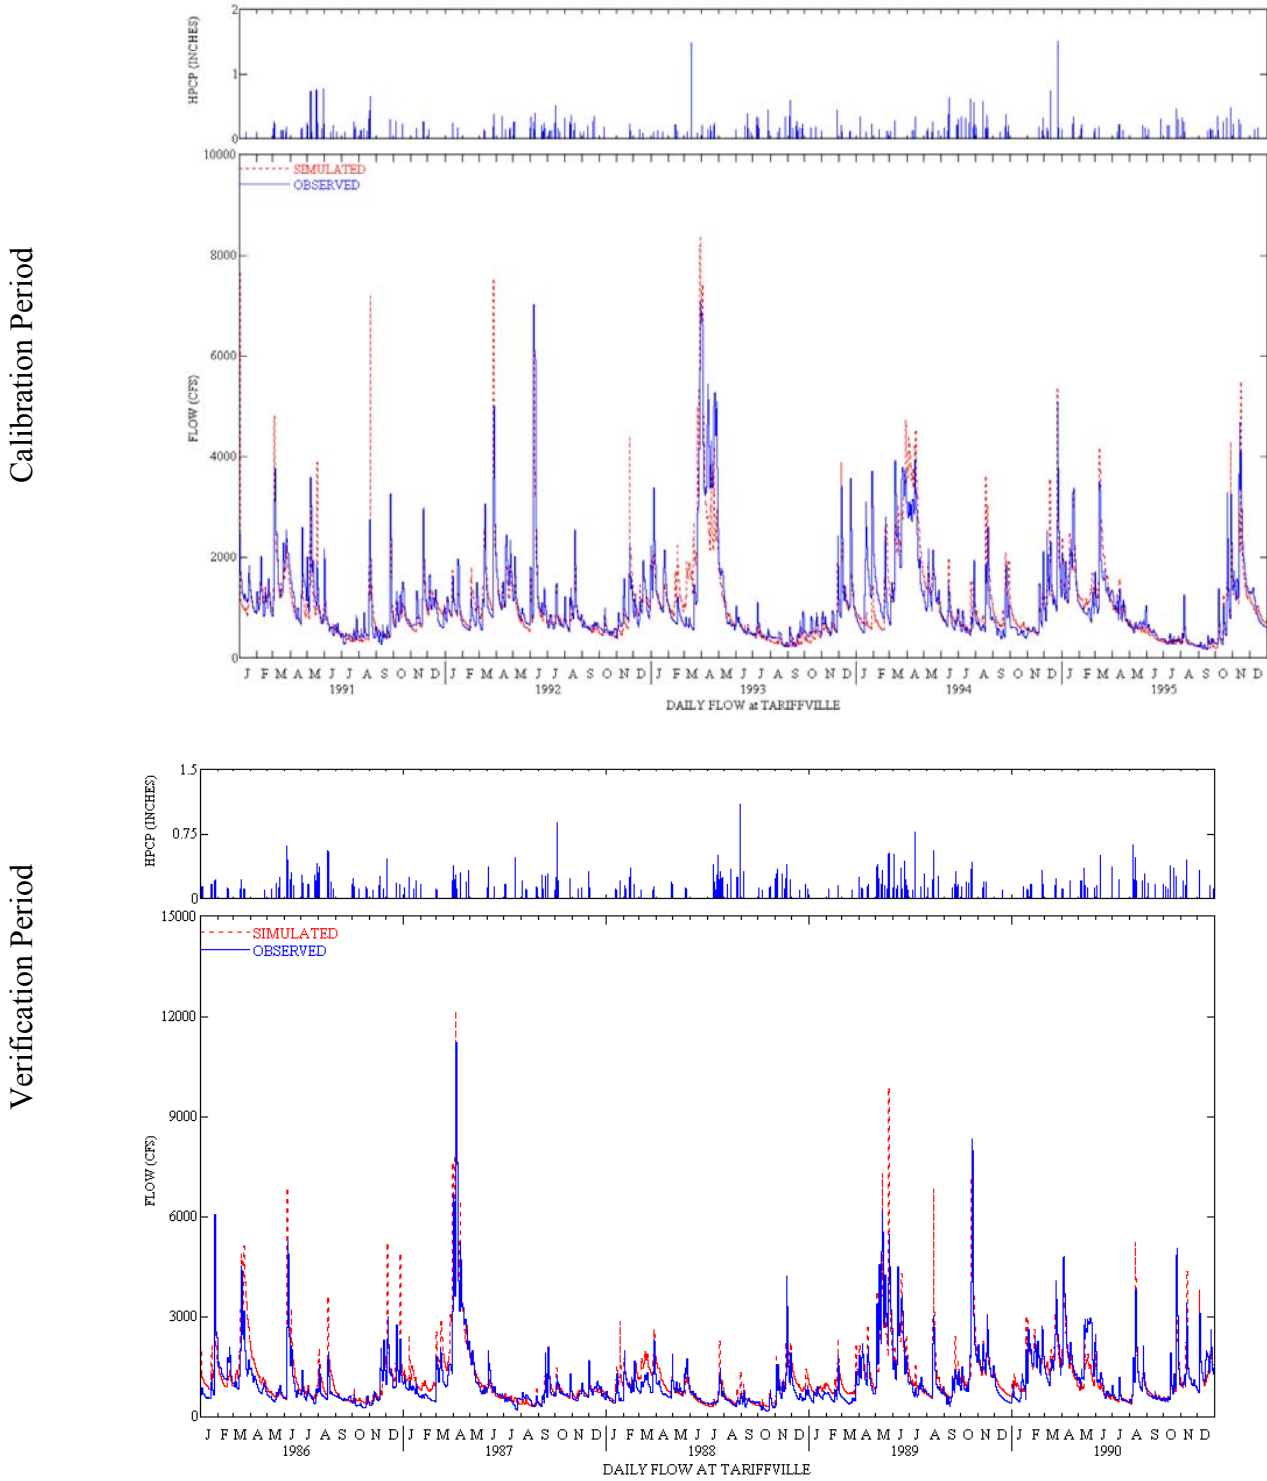 Calibration Period
HPCP (INCHES)
2
1
0
10000
8000
6000
4000
2000
0
FLOW (CFS)
SIMULATED
OBSERVED
J F M A M J J A S O N D J F M A M J J A S O N D J F M A M J J A S O N D J F M A M J J A S O N D J F M A M J J A S O N D
1991 1992 1993 1994 1995
DAILY FLOW at TARIFFVILLE
Verification Period
HPCP (INCHES)
1.5
0.75
0
15000
12000
9000
6000
3000
0
FLOW (CFS)
SIMULATED
OBSERVED
J F M A M J J A S O N D J F M A M J J A S O N D J F M A M J J A S O N D J F M A M J J A S O N D J F M A M J J A S O N D
1986 1987 1988 1989 1990
DAILY FLOW AT TARIFFVILLE